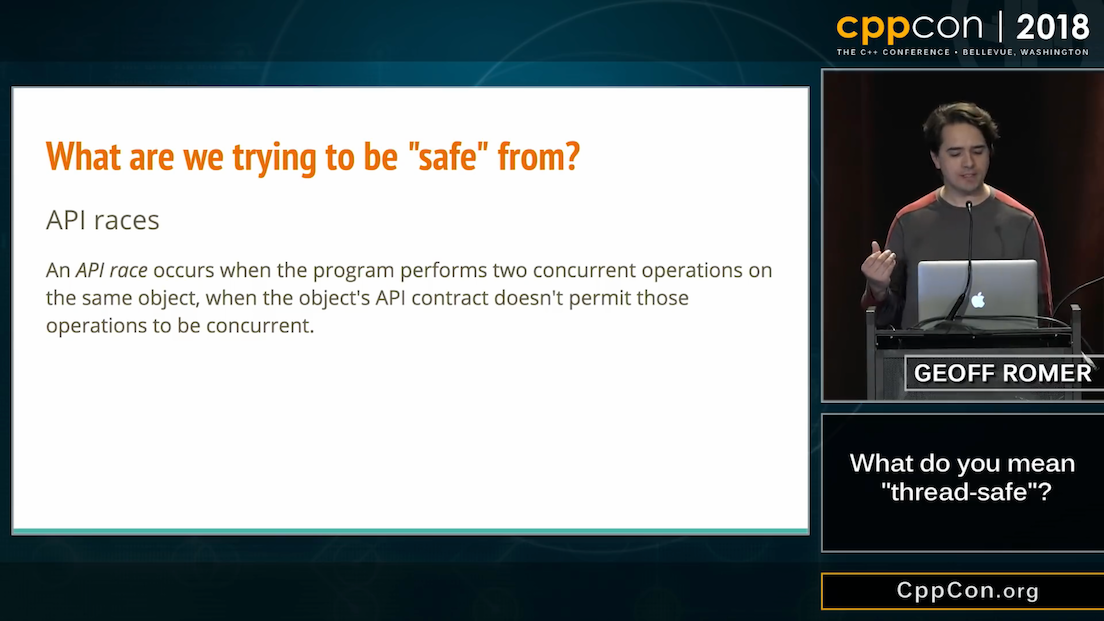 cppcon | 2018
THE C++ CONFERENCE • BELLEVUE, WASHINGTON
What are we trying to be "safe" from?
API races
An API race occurs when the program performs two concurrent operations on
the same object, when the object's API contract doesn't permit those
operations to be concurrent.
GEOFF ROMER
What do you mean
"thread-safe"?
CppCon.org